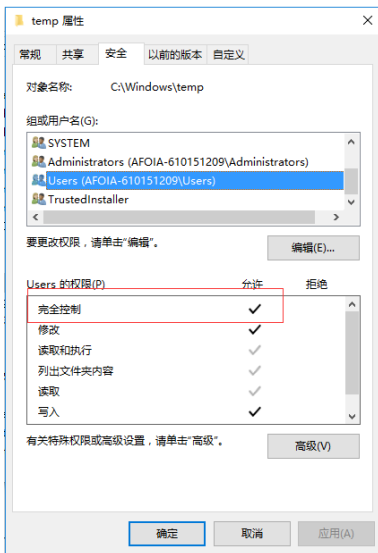 temp 属性
常规 共享 安全 以前的版本 自定义
对象名称: C:\Windows\temp
组或用户名(G):
SYSTEM
Administrators (AFOIA-610151209\Administrators)
Users (AFOIA-610151209\Users)
TrustedInstaller
要更改权限，请单击"编辑"。
编辑(E)...
Users 的权限(P) 允许 拒绝
完全控制
修改
读取和执行
列出文件夹内容
读取
写入
有关特殊权限或高级设置，请单击"高级"。
高级(V)
确定 取消 应用(A)